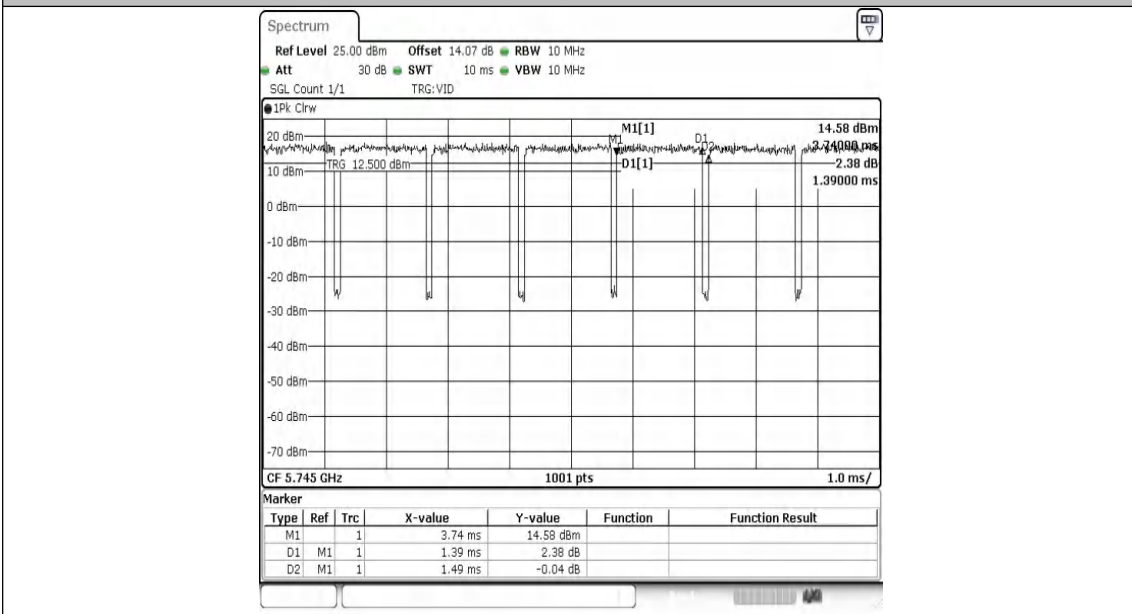 Spectrum
Ref Level 25.00 dBm Offset 14.07 dB RBW 10 MHz
Att 30 dB SWT 10 ms VBW 10 MHz
SGL Count 1/1 TRG:VID
1Pk Clrw
M1[1] 14.58 dBm
3.74000 ms
D1[1] -2.38 dB
1.39000 ms
M1 D1 D2
20 dBm
TRG 12.500 dBm
10 dBm
0 dBm
-10 dBm
-20 dBm
-30 dBm
-40 dBm
-50 dBm
-60 dBm
-70 dBm
CF 5.745 GHz 1001 pts 1.0 ms/
Marker
Type Ref Trc X-value Y-value Function Function Result
M1 1 3.74 ms 14.58 dBm
D1 M1 1 1.39 ms 2.38 dB
D2 M1 1 1.49 ms -0.04 dB